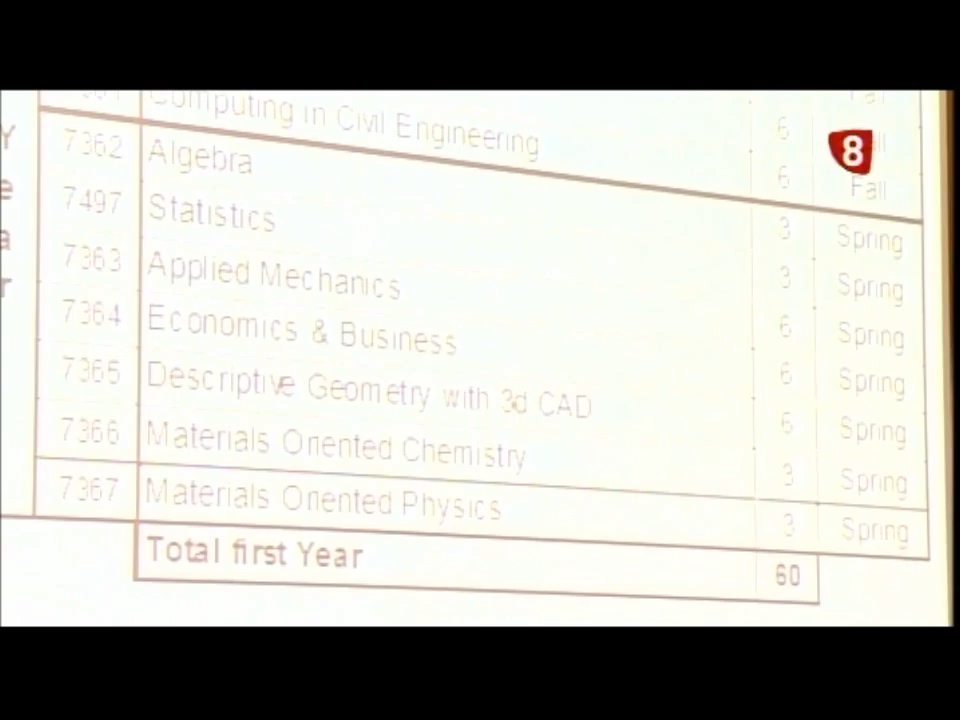 Fall
6
Computing in Civil Engineering 6 Fall
Y
e
a
r
7362 Algebra 3 Spring
7497 Statistics 3 Spring
7363 Applied Mechanics 6 Spring
7364 Economics & Business 6 Spring
7365 Descriptive Geometry with 3d CAD 6 Spring
7366 Materials Oriented Chemistry 3 Spring
7367 Materials Oriented Physics 3 Spring
Total first Year 60
8